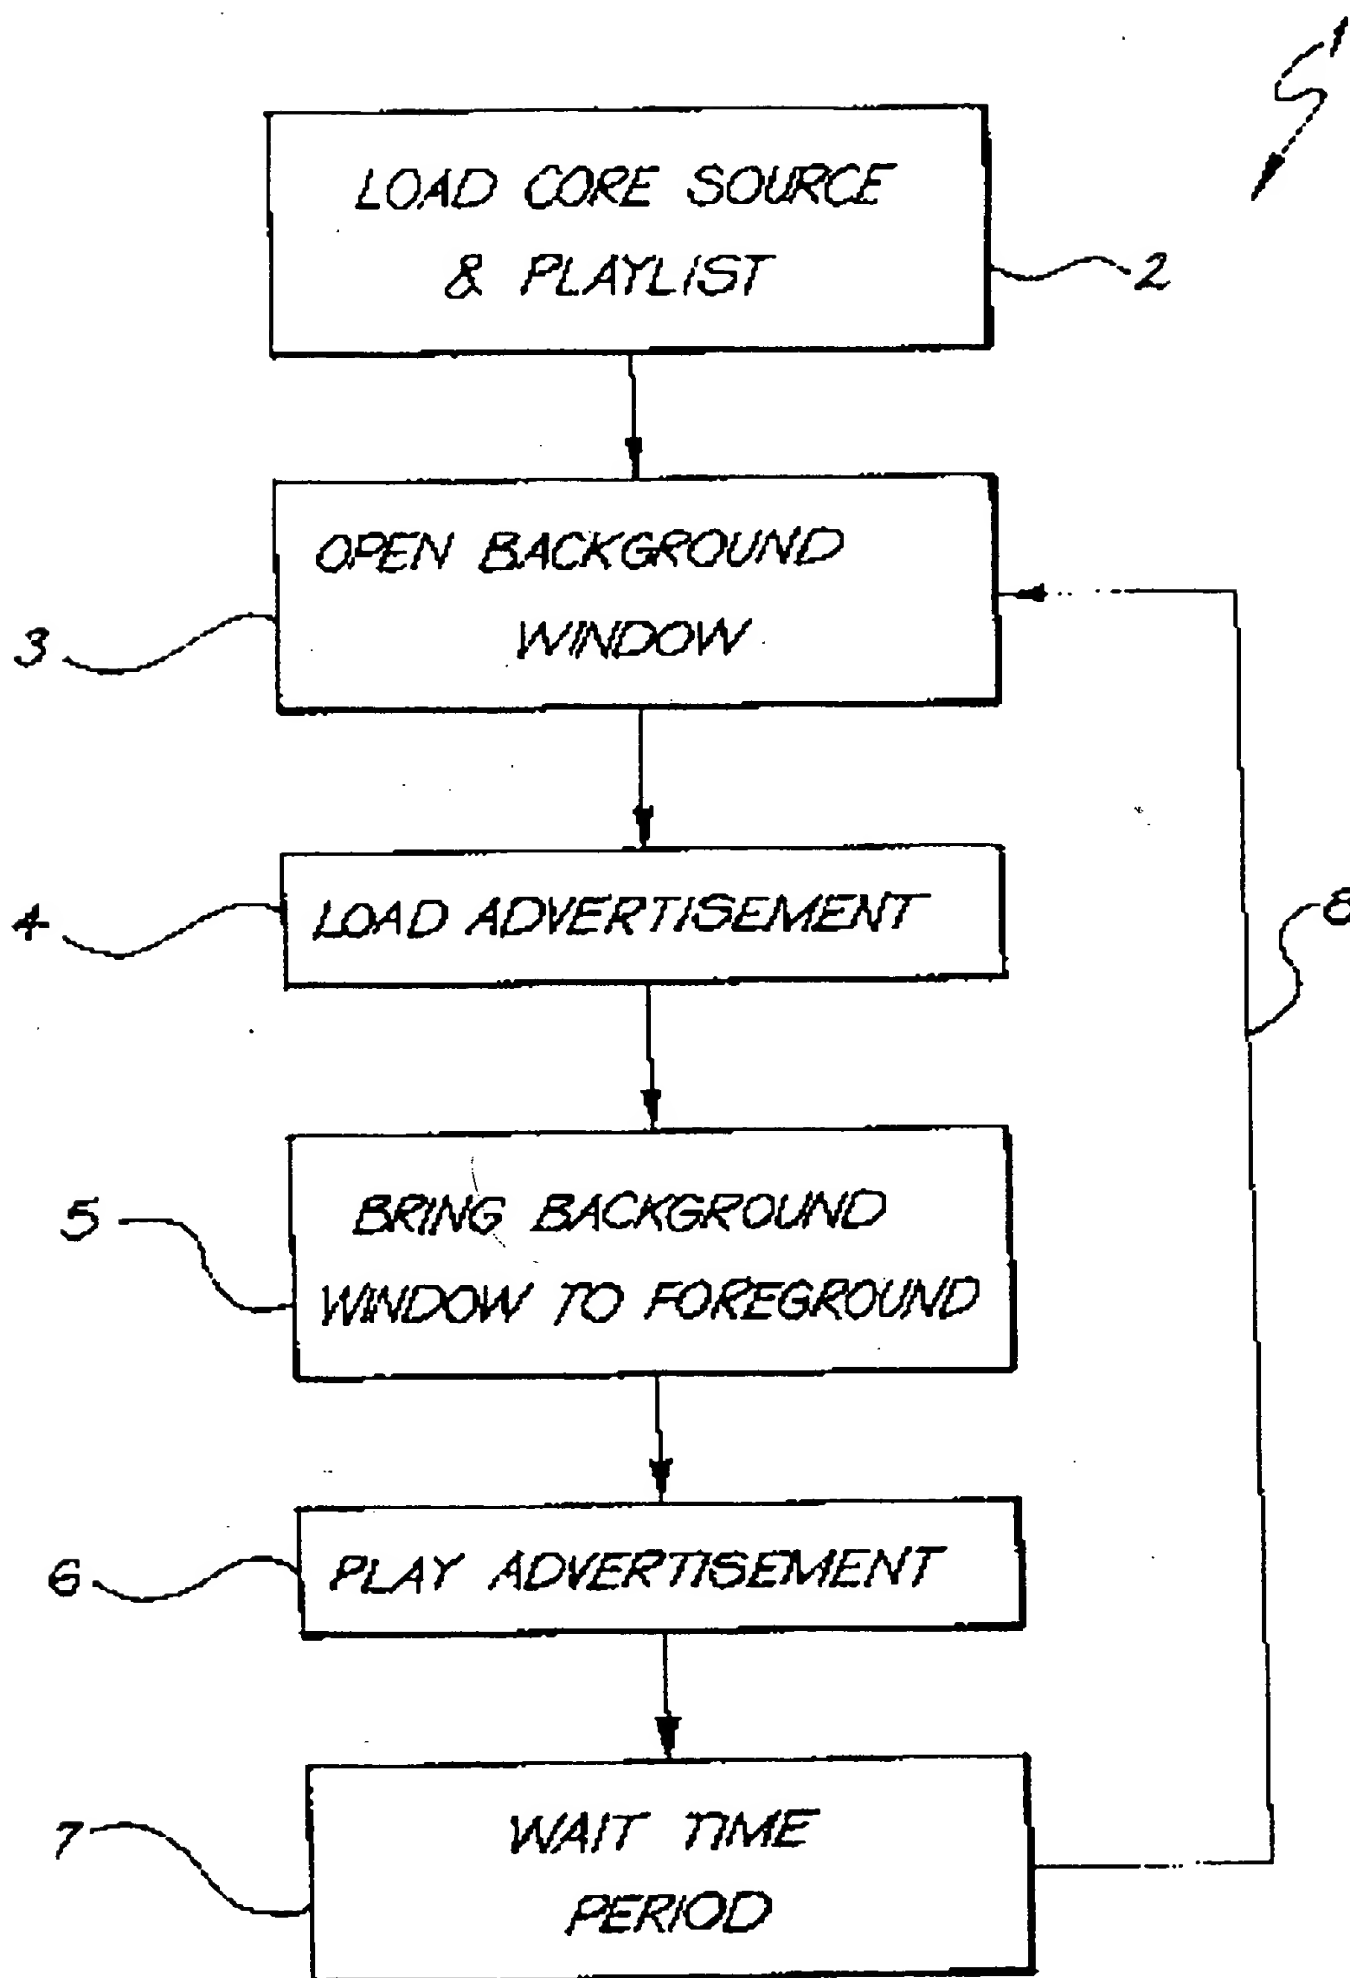 1
LOAD CORE SOURCE
& PLAYLIST
2
OPEN BACKGROUND
WINDOW
3
LOAD ADVERTISEMENT
4
8
BRING BACKGROUND
WINDOW TO FOREGROUND
5
PLAY ADVERTISEMENT
6
WAIT TIME
PERIOD
7